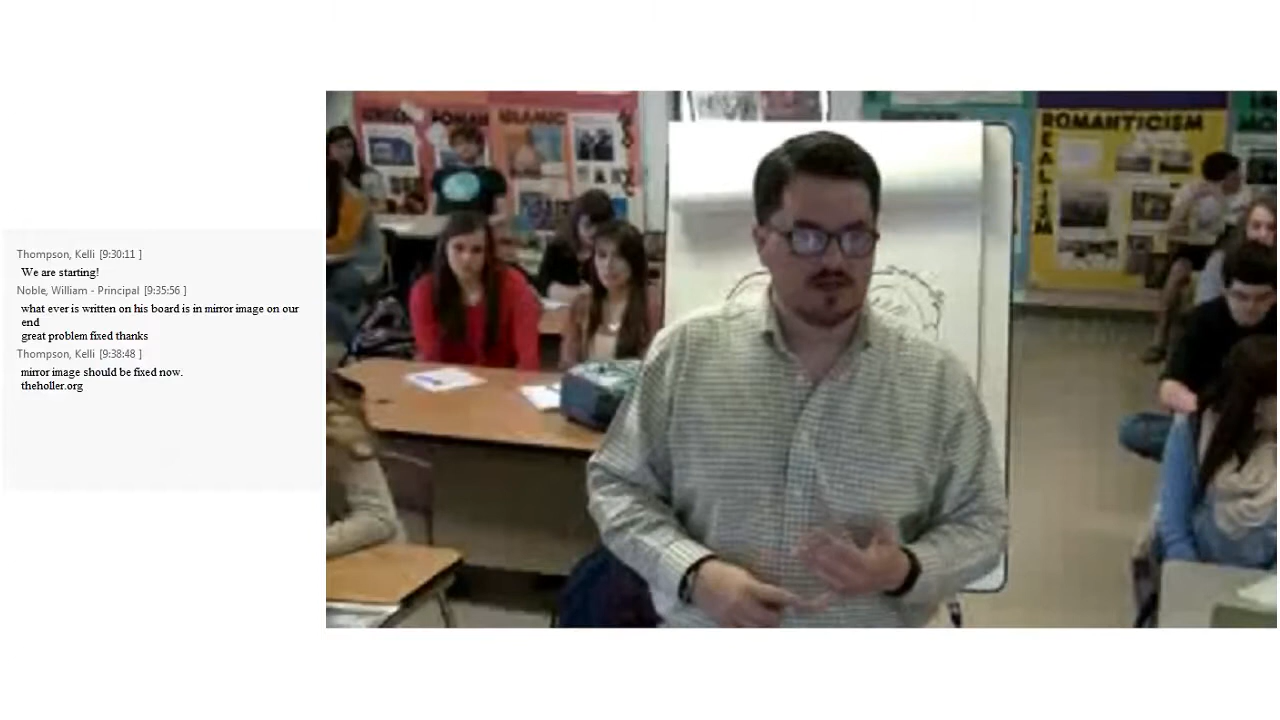 Thompson, Kelli [9:30:11 ]
We are starting!
Noble, William - Principal [9:35:56 ]
what ever is written on his board is in mirror image on our
end
great problem fixed thanks
Thompson, Kelli [9:38:48 ]
mirror image should be fixed now.
theholler.org
ROMAN
ISLAMIC
ROMANTICISM
REALISM